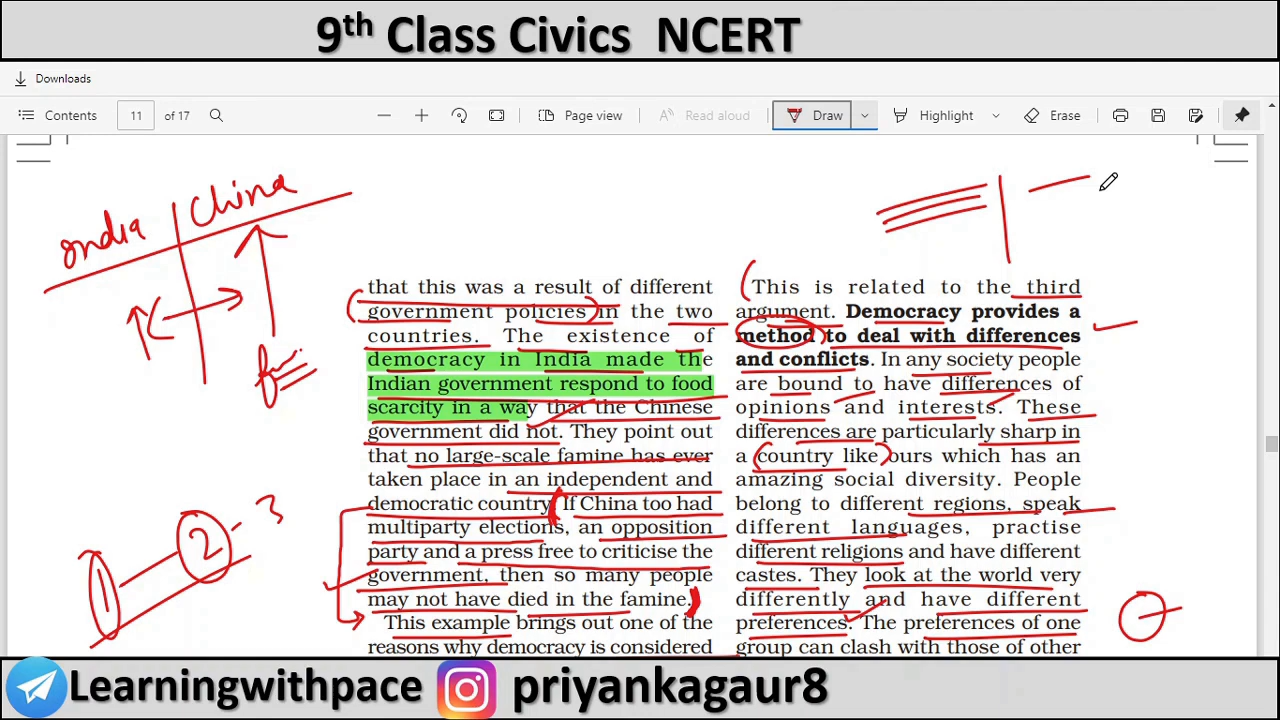 9th Class Civics NCERT
Downloads
Contents
11
of 17
Page view
Read aloud
Draw
Highlight
Erase
India
China
that this was a result of different
government policies in the two
countries. The existence of
democracy in India made the
Indian government respond to food
scarcity in a way that the Chinese
government did not. They point out
that no large-scale famine has ever
taken place in an independent and
democratic country. If China too had
multiparty elections, an opposition
party and a press free to criticise the
government, then so many people
may not have died in the famine.
This example brings out one of the
reasons why democracy is considered
1
2
3
This is related to the third
argument. Democracy provides a
method to deal with differences
and conflicts. In any society people
are bound to have differences of
opinions and interests. These
differences are particularly sharp in
a country like ours which has an
amazing social diversity. People
belong to different regions, speak
different languages, practise
different religions and have different
castes. They look at the world very
differently and have different
preferences. The preferences of one
group can clash with those of other
Learningwithpace
priyankagaur8